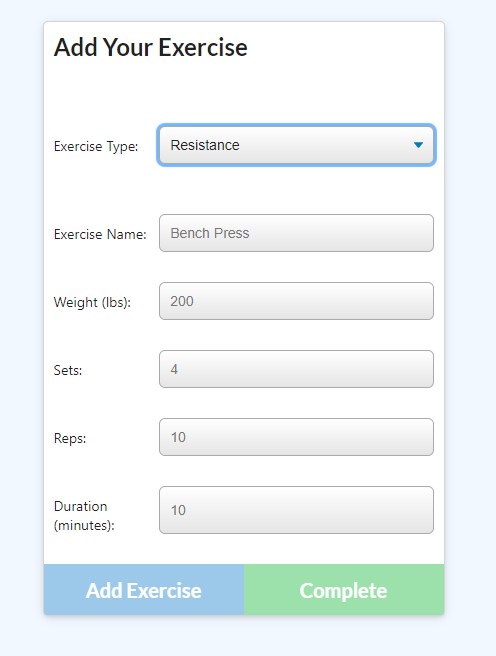 Add Your Exercise
Exercise Type: Resistance
Exercise Name: Bench Press
Weight (lbs): 200
Sets: 4
Reps: 10
Duration
(minutes): 10
Add Exercise Complete